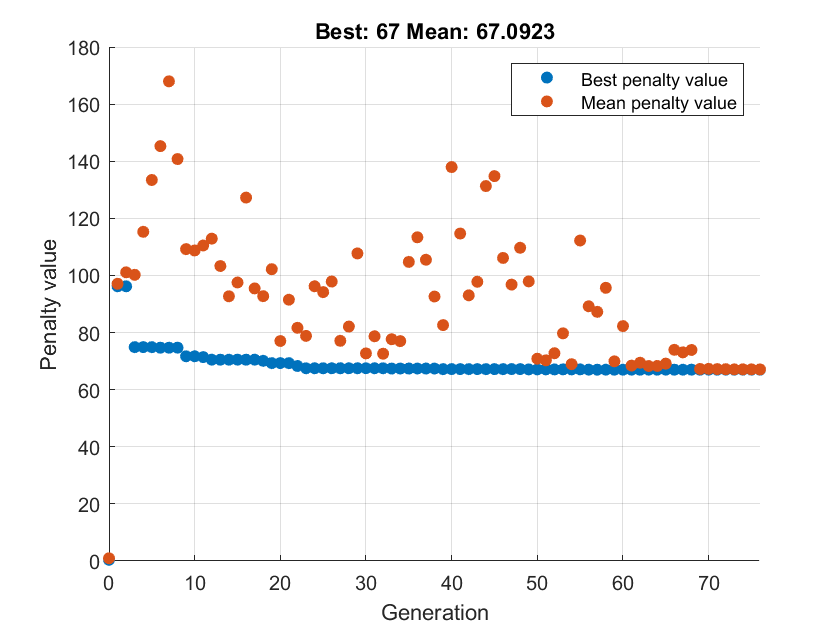 Best: 67 Mean: 67.0923
180
160
140
120
100
80
60
40
20
0
Penalty value
Best penalty value
Mean penalty value
0 10 20 30 40 50 60 70
Generation